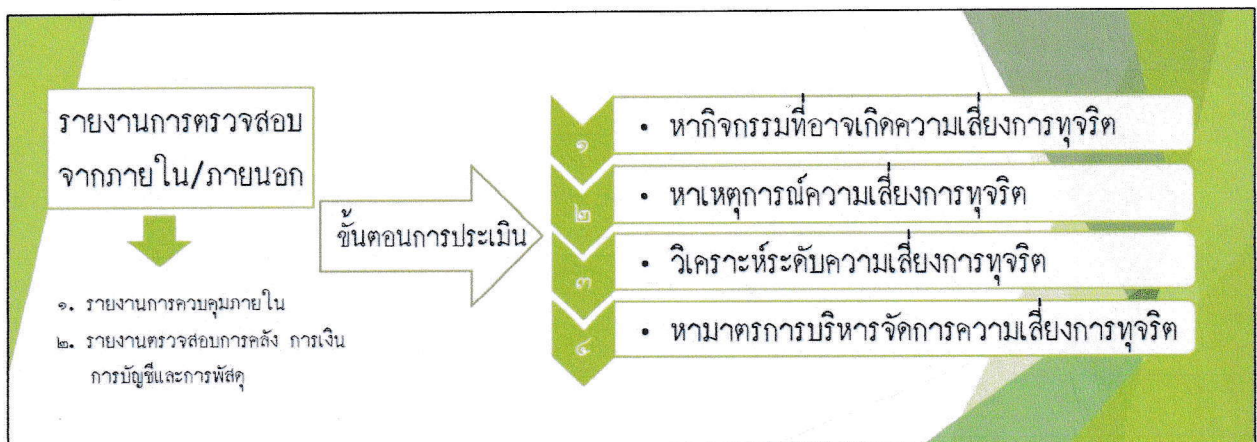 รายงานการตรวจสอบ
จากภายใน/ภายนอก
๑. รายงานการควบคุมภายใน
๒. รายงานตรวจสอบการคลัง การเงิน
การบัญชีและการพัสดุ
ขั้นตอนการประเมิน
๑
• หากิจกรรมที่อาจเกิดความเสี่ยงการทุจริต
๒
• หาเหตุการณ์ความเสี่ยงการทุจริต
๓
• วิเคราะห์ระดับความเสี่ยงการทุจริต
๔
• หามาตรการบริหารจัดการความเสี่ยงการทุจริต